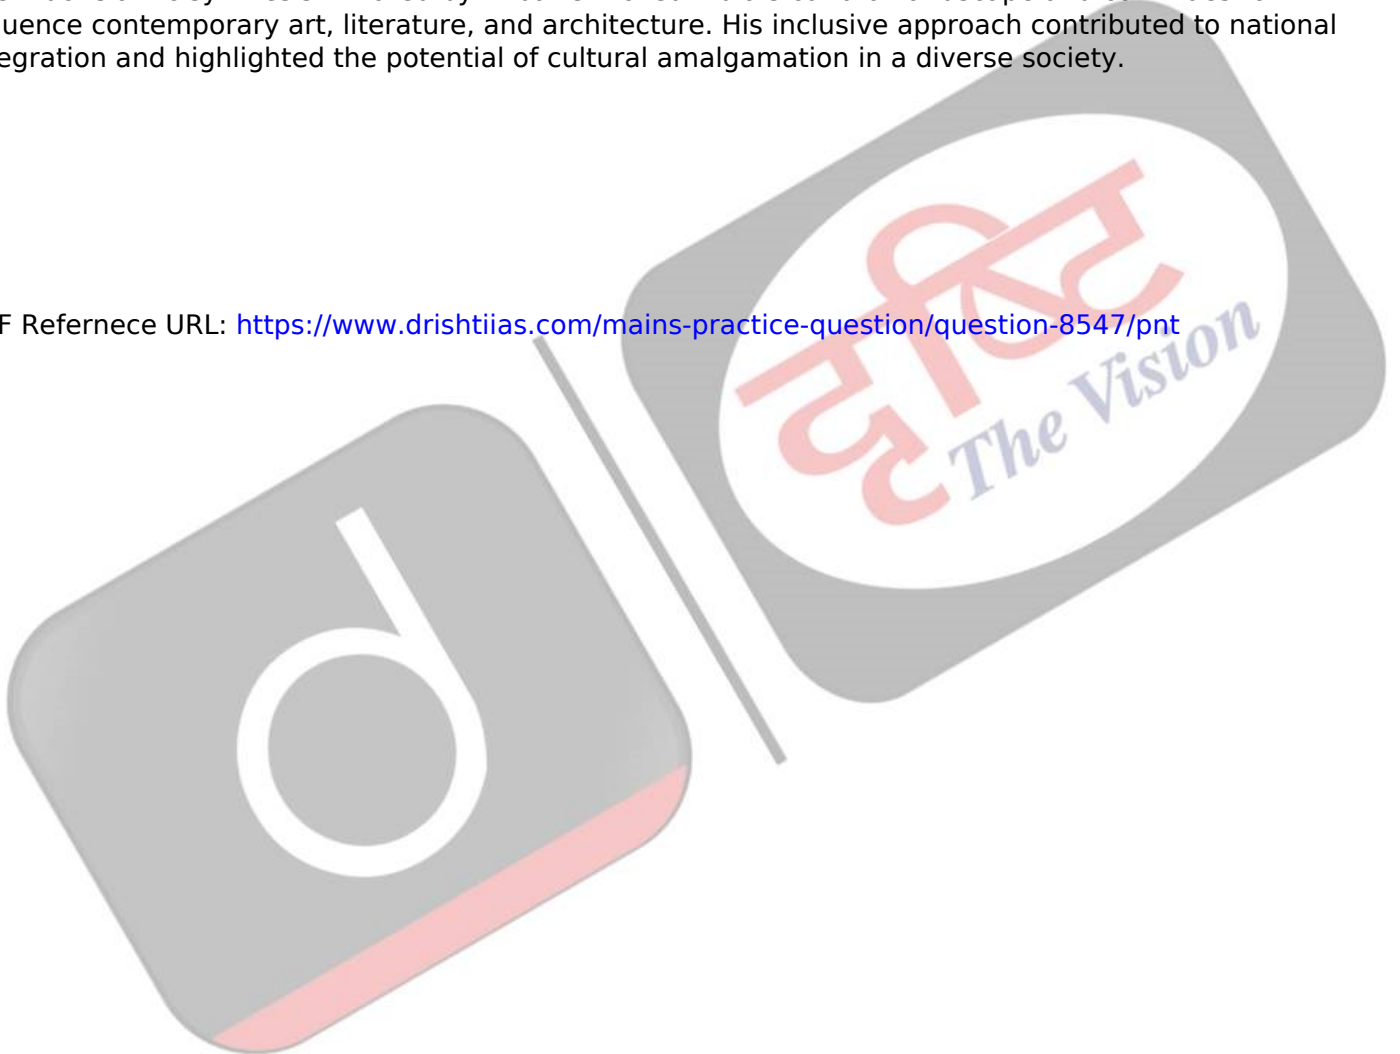 uence contemporary art, literature, and architecture. His inclusive approach contributed to national
egration and highlighted the potential of cultural amalgamation in a diverse society.
दृष्टि
The Vision
F Refernece URL: https://www.drishtiias.com/mains-practice-question/question-8547/pnt
d